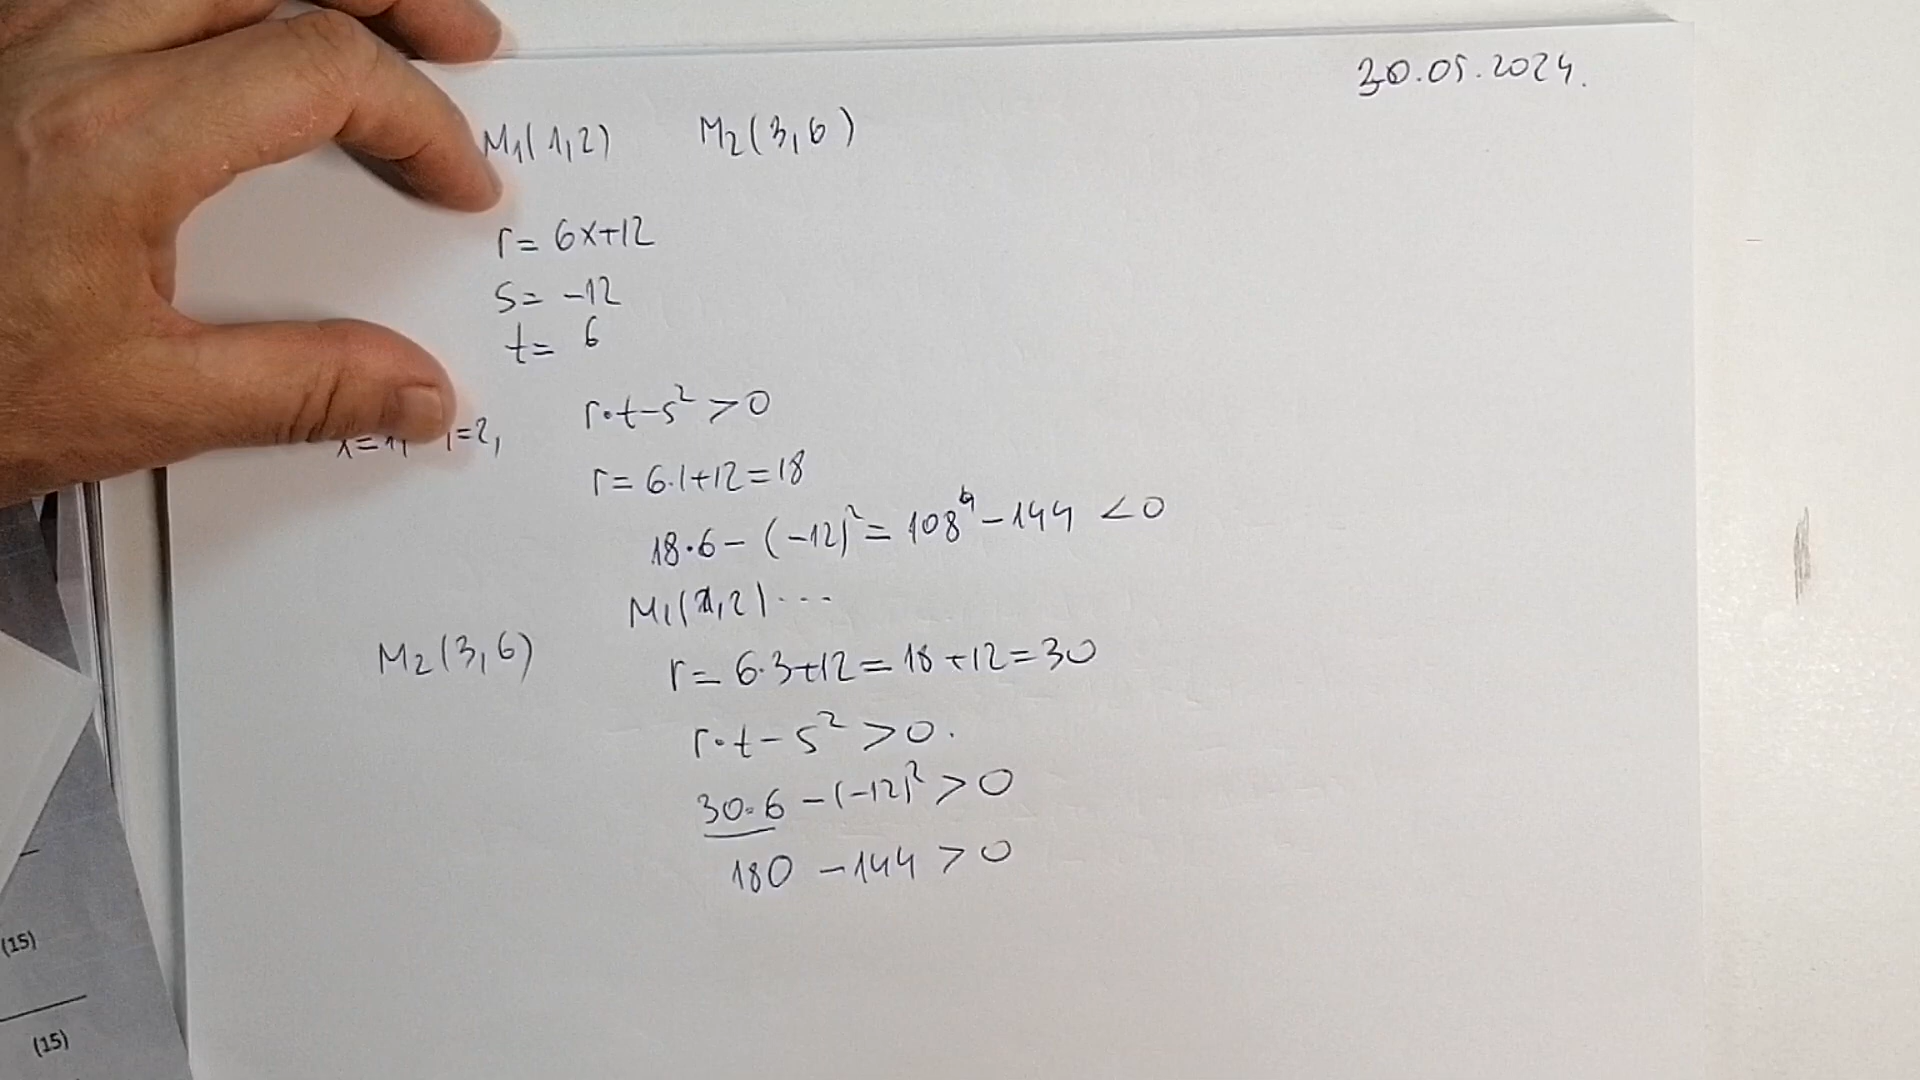 30.05.2024.
M₁(1,2) M₂(3,6)
r= 6x+12
s= -12
t= 6
r·t-s² >0
x=1, =2,
r= 6·1+12=18
18·6-(-12)²= 108-144 <0
M₁(1,2)...
M₂(3,6)
r= 6·3+12=18+12=30
r·t-s² >0.
30·6-(-12)² >0
180 -144 >0
(15)
(15)